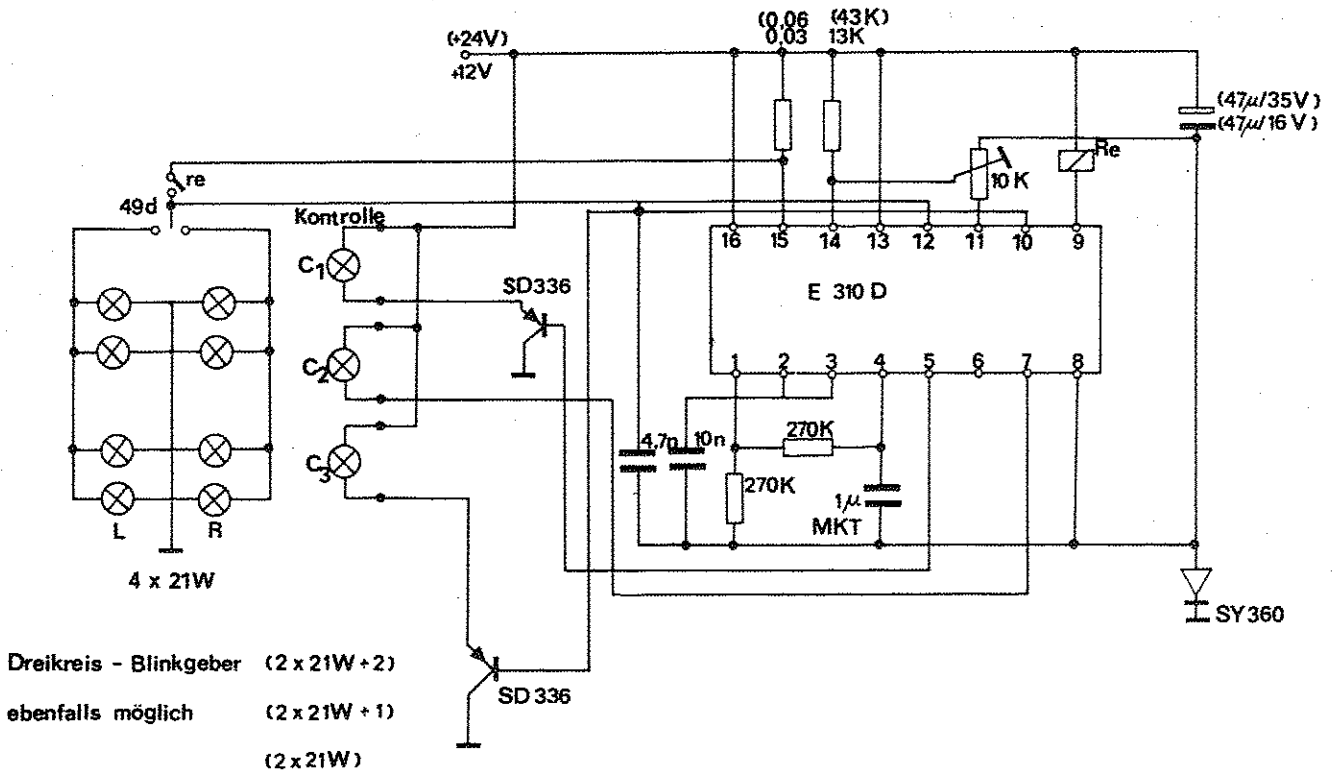 (+24V)
+12V
(0,06
0,03
(43K)
13K
(47µ/35V)
(47µ/16V)
re
49d
Kontrolle
Re
10K
16 15 14 13 12 11 10 9
E 310 D
1 2 3 4 5 6 7 8
C1
SD336
C2
C3
4,7n
10n
270K
270K
1µ
MKT
L R
4 x 21W
SY360
SD 336
Dreikreis - Blinkgeber (2 x 21W + 2)
ebenfalls möglich (2 x 21W + 1)
(2 x 21W)